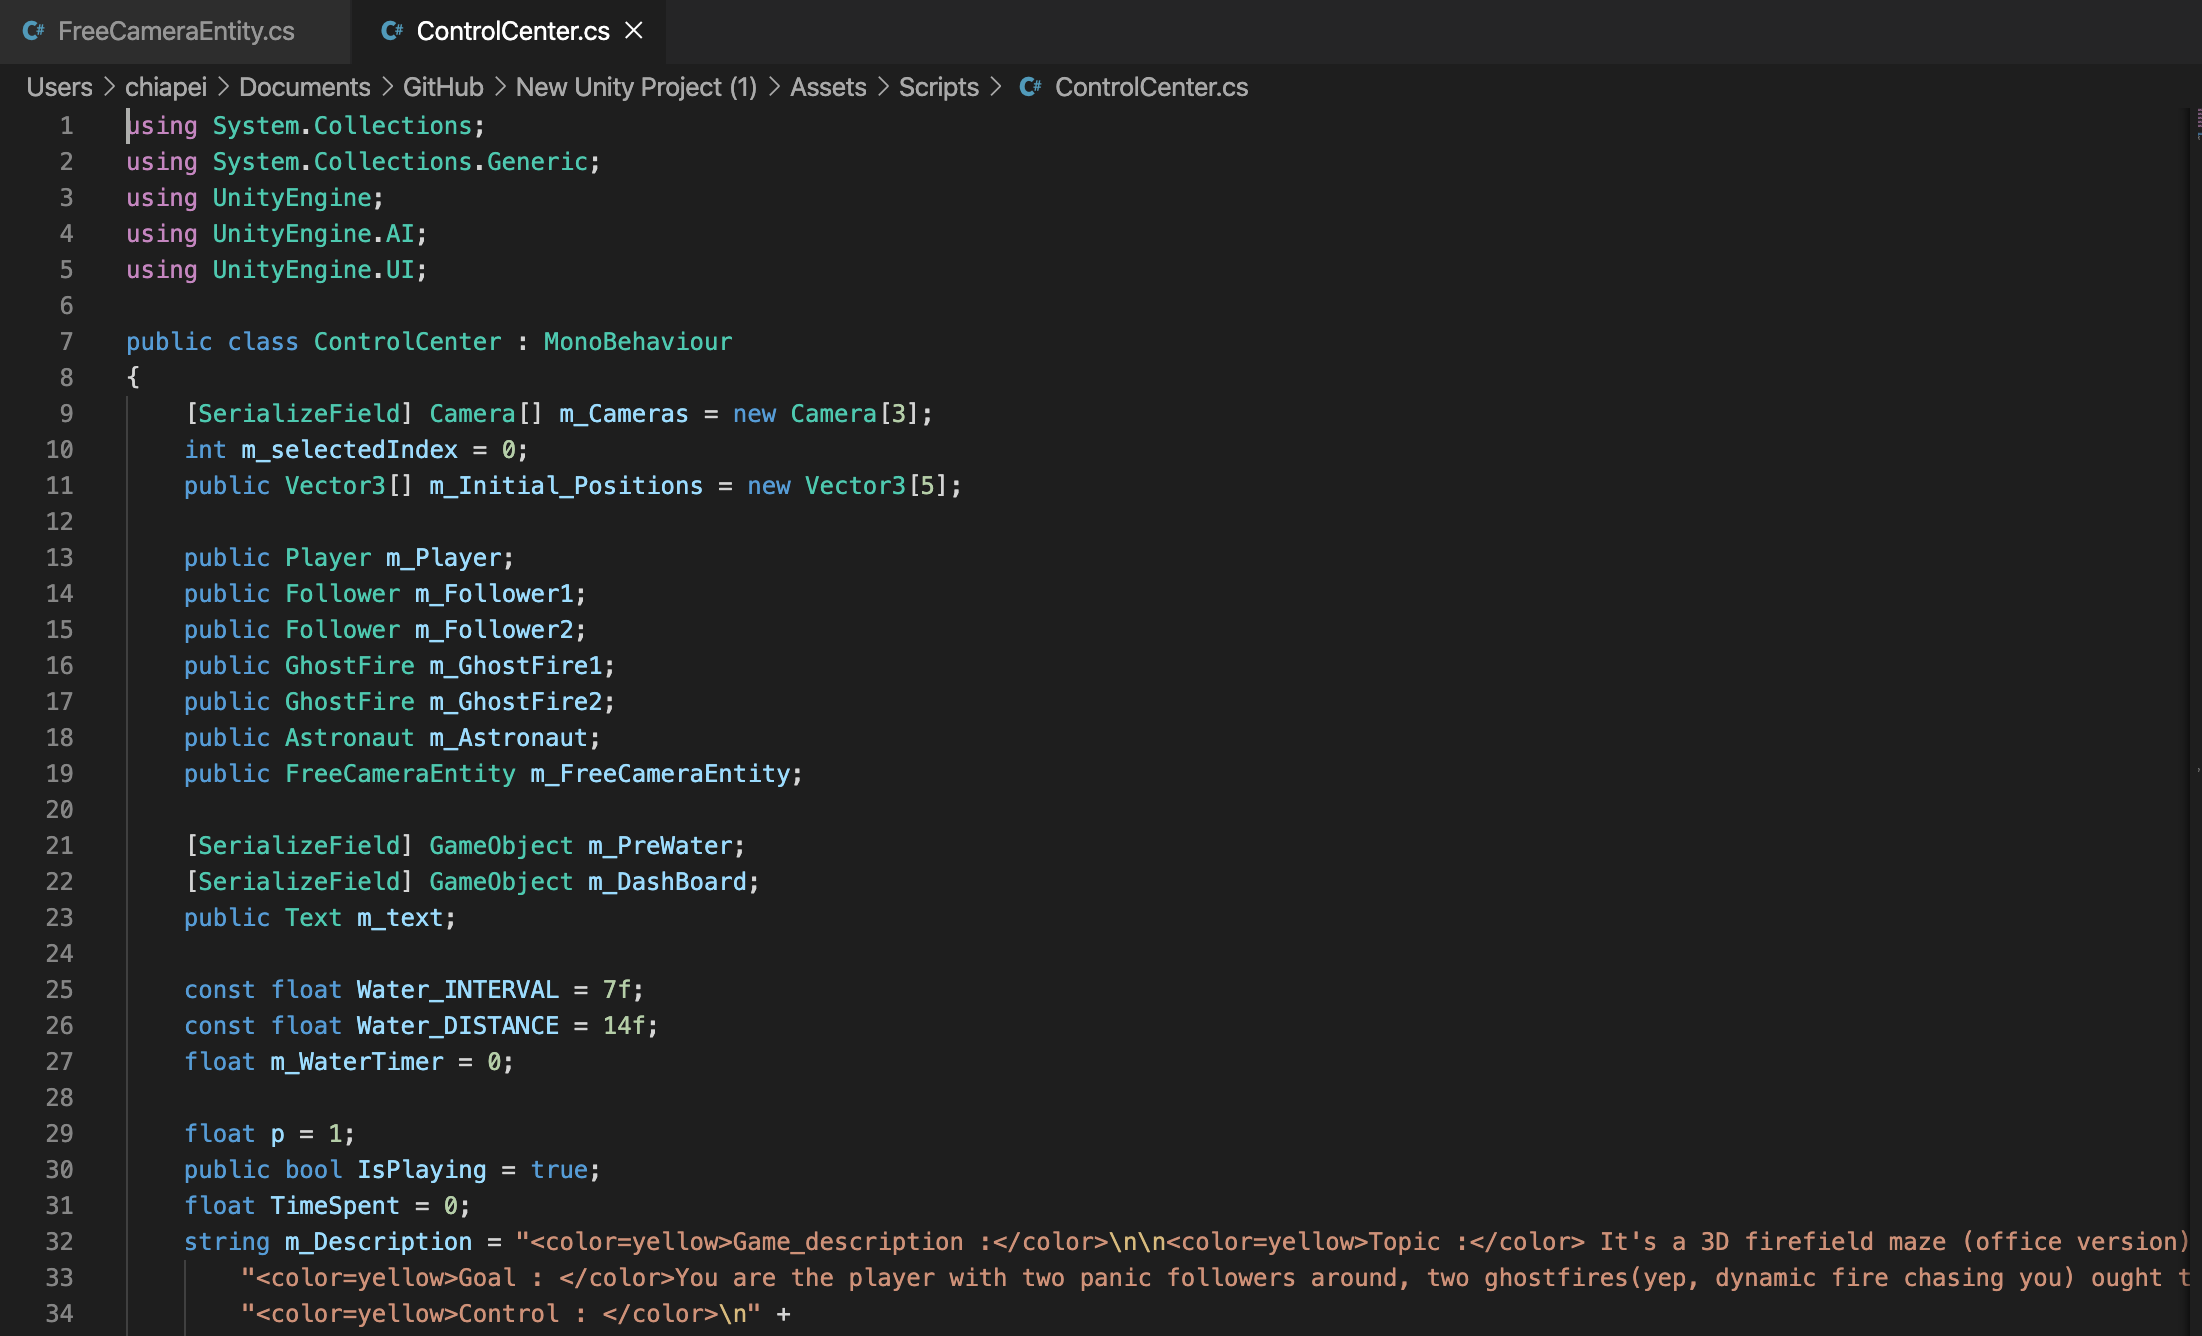 FreeCameraEntity.cs ControlCenter.cs
Users > chiapei > Documents > GitHub > New Unity Project (1) > Assets > Scripts > ControlCenter.cs
1 using System.Collections;
2 using System.Collections.Generic;
3 using UnityEngine;
4 using UnityEngine.AI;
5 using UnityEngine.UI;
6
7 public class ControlCenter : MonoBehaviour
8 {
9 [SerializeField] Camera[] m_Cameras = new Camera[3];
10 int m_selectedIndex = 0;
11 public Vector3[] m_Initial_Positions = new Vector3[5];
12
13 public Player m_Player;
14 public Follower m_Follower1;
15 public Follower m_Follower2;
16 public GhostFire m_GhostFire1;
17 public GhostFire m_GhostFire2;
18 public Astronaut m_Astronaut;
19 public FreeCameraEntity m_FreeCameraEntity;
20
21 [SerializeField] GameObject m_PreWater;
22 [SerializeField] GameObject m_DashBoard;
23 public Text m_text;
24
25 const float Water_INTERVAL = 7f;
26 const float Water_DISTANCE = 14f;
27 float m_WaterTimer = 0;
28
29 float p = 1;
30 public bool IsPlaying = true;
31 float TimeSpent = 0;
32 string m_Description = "<color=yellow>Game_description :</color>\n\n<color=yellow>Topic :</color> It's a 3D firefield maze (office version)
33 "<color=yellow>Goal : </color>You are the player with two panic followers around, two ghostfires(yep, dynamic fire chasing you) ought t
34 "<color=yellow>Control : </color>\n" +